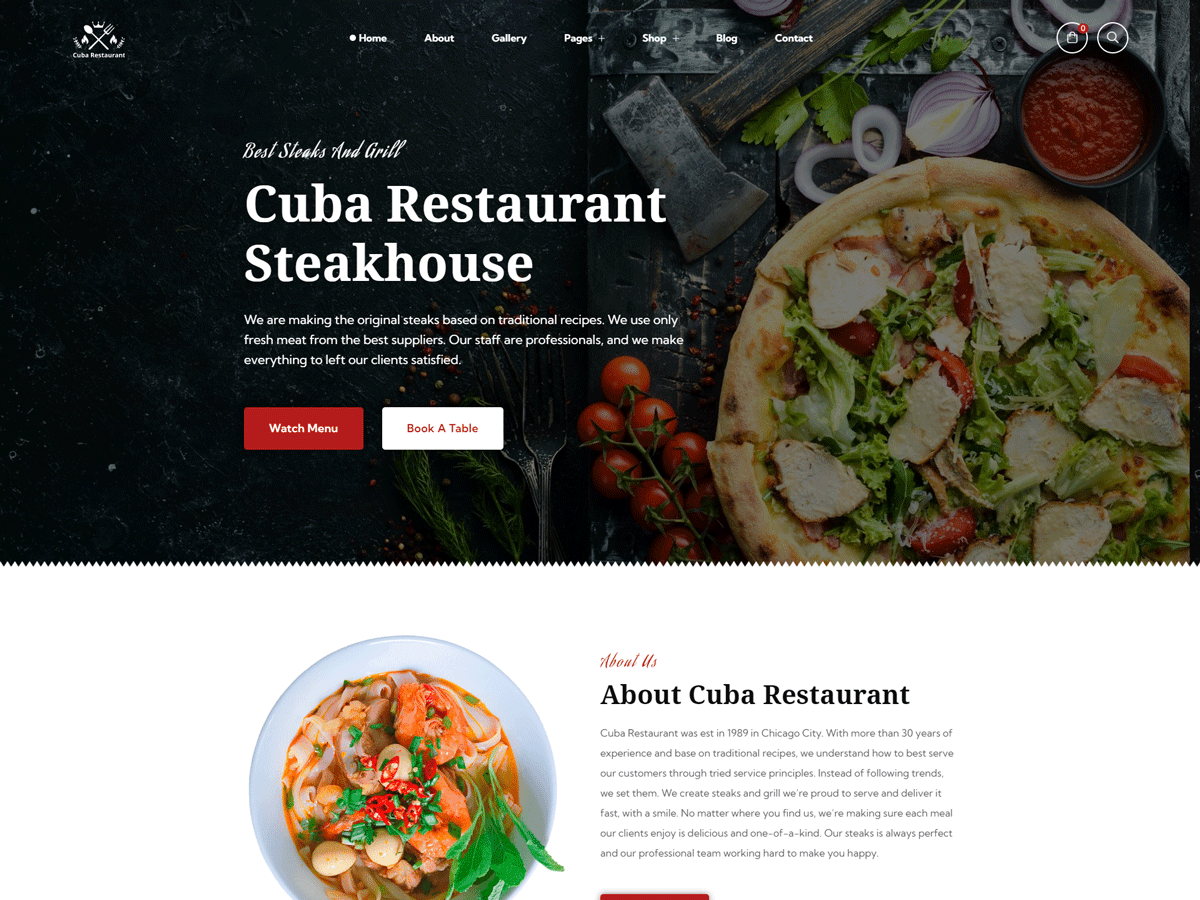 Cuba Restaurant
Home About Gallery Pages + Shop + Blog Contact
0
Best Steaks And Grill
Cuba Restaurant
Steakhouse
We are making the original steaks based on traditional recipes. We use only
fresh meat from the best suppliers. Our staff are professionals, and we make
everything to left our clients satisfied.
Watch Menu Book A Table
About Us
About Cuba Restaurant
Cuba Restaurant was est in 1989 in Chicago City. With more than 30 years of
experience and base on traditional recipes, we understand how to best serve
our customers through tried service principles. Instead of following trends,
we set them. We create steaks and grill we're proud to serve and deliver it
fast, with a smile. No matter where you find us, we're making sure each meal
our clients enjoy is delicious and one-of-a-kind. Our steaks is always perfect
and our professional team working hard to make you happy.